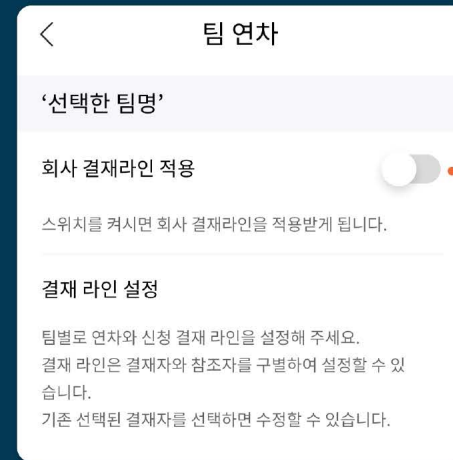 팀 연차
‘선택한 팀명’
회사 결재라인 적용
스위치를 켜시면 회사 결재라인을 적용받게 됩니다.
결재 라인 설정
팀별로 연차와 신청 결재 라인을 설정해 주세요.
결재 라인은 결재자와 참조자를 구별하여 설정할 수 있
습니다.
기존 선택된 결재자를 선택하면 수정할 수 있습니다.